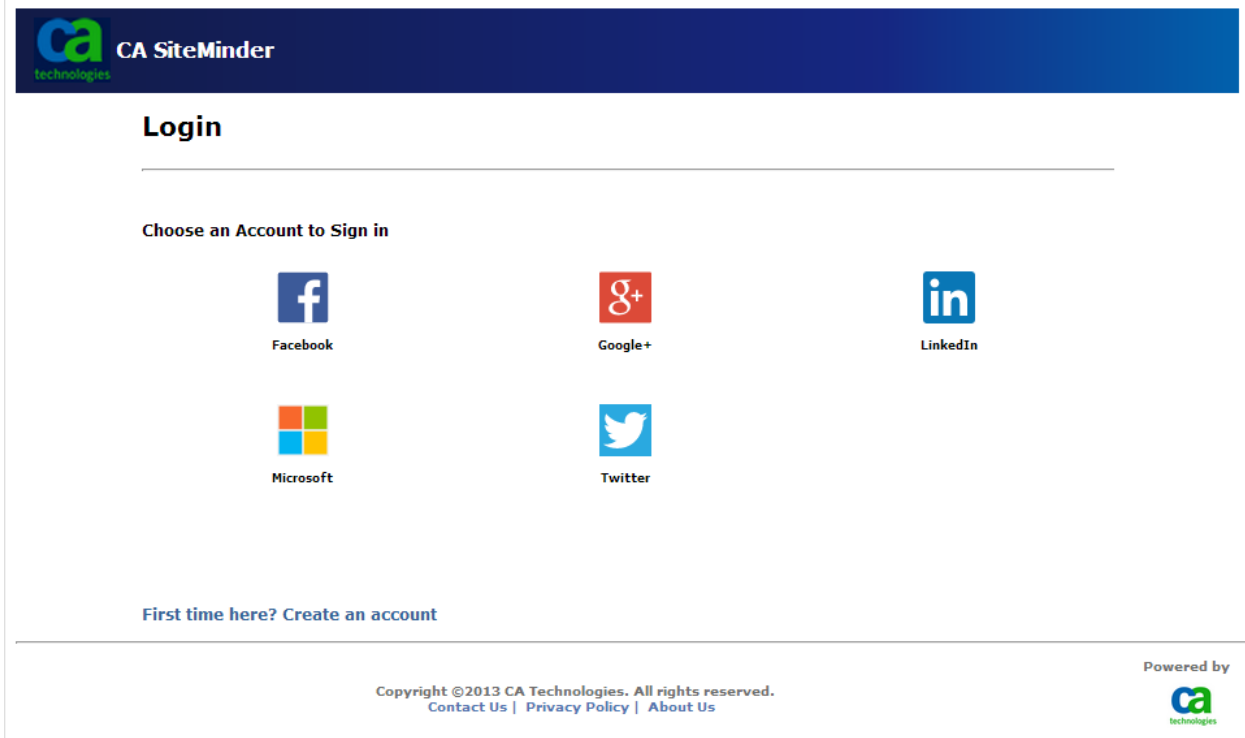 ca
technologies
CA SiteMinder
Login
Choose an Account to Sign in
f
g+
in
Facebook
Google+
LinkedIn
Microsoft
Twitter
First time here? Create an account
Powered by
Copyright ©2013 CA Technologies. All rights reserved.
Contact Us | Privacy Policy | About Us
ca
technologies